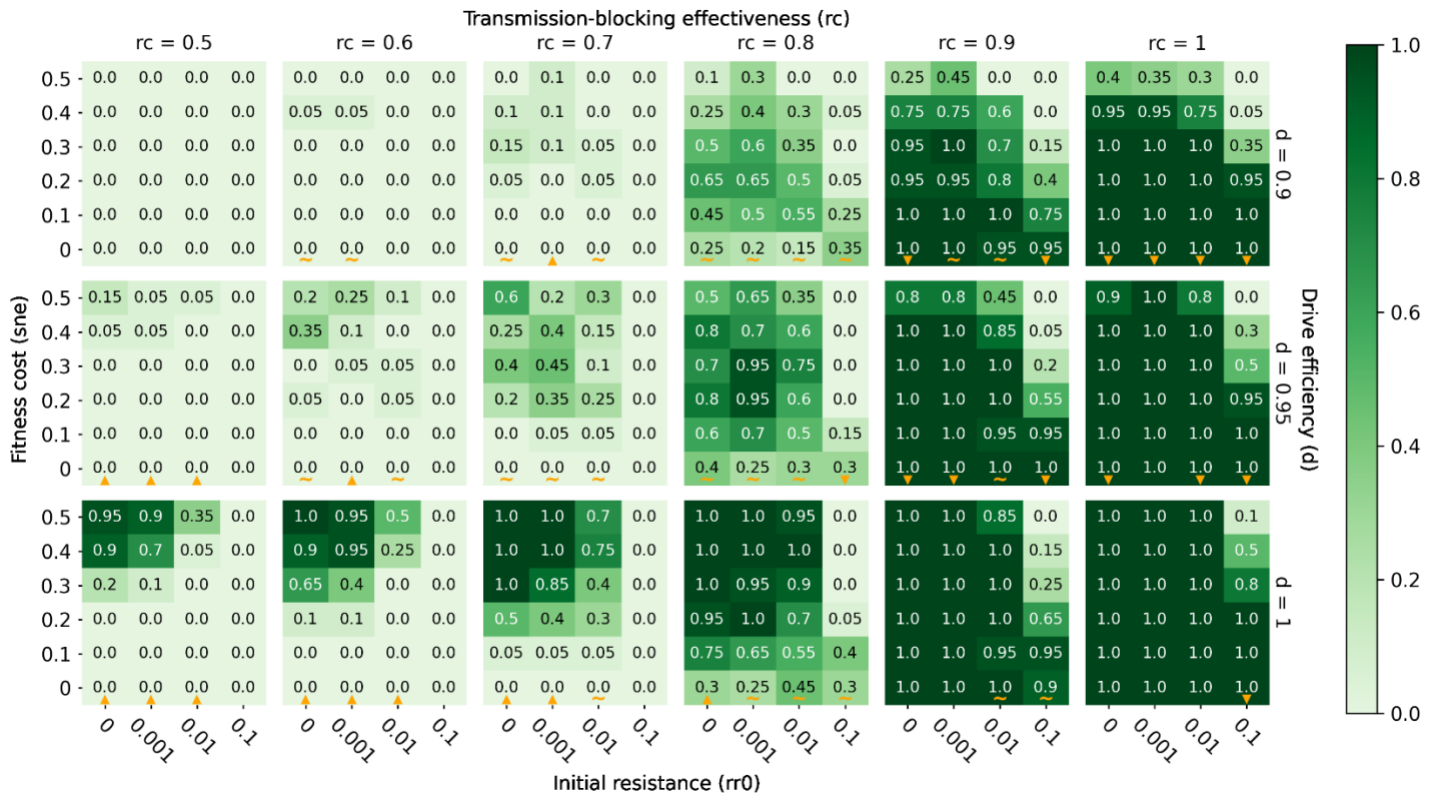 Transmission-blocking effectiveness (rc)
rc = 0.5 rc = 0.6 rc = 0.7 rc = 0.8 rc = 0.9 rc = 1
0.5 0.0 0.0 0.0 0.0 0.0 0.0 0.0 0.0 0.0 0.1 0.0 0.0 0.1 0.3 0.0 0.0 0.25 0.45 0.0 0.0 0.4 0.35 0.3 0.0
0.4 0.0 0.0 0.0 0.0 0.05 0.05 0.0 0.0 0.1 0.1 0.0 0.0 0.25 0.4 0.3 0.05 0.75 0.75 0.6 0.0 0.95 0.95 0.75 0.05
0.3 0.0 0.0 0.0 0.0 0.0 0.0 0.0 0.0 0.15 0.1 0.05 0.0 0.5 0.6 0.35 0.0 0.95 1.0 0.7 0.15 1.0 1.0 1.0 0.35
0.2 0.0 0.0 0.0 0.0 0.0 0.0 0.0 0.0 0.05 0.0 0.05 0.0 0.65 0.65 0.5 0.05 0.95 0.95 0.8 0.4 1.0 1.0 1.0 0.95
0.1 0.0 0.0 0.0 0.0 0.0 0.0 0.0 0.0 0.0 0.0 0.0 0.0 0.45 0.5 0.55 0.25 1.0 1.0 1.0 0.75 1.0 1.0 1.0 1.0
0 0.0 0.0 0.0 0.0 0.0 0.0 0.0 0.0 0.0 0.0 0.0 0.0 0.25 0.2 0.15 0.35 1.0 1.0 0.95 0.95 1.0 1.0 1.0 1.0
d = 0.9
0.5 0.15 0.05 0.05 0.0 0.2 0.25 0.1 0.0 0.6 0.2 0.3 0.0 0.5 0.65 0.35 0.0 0.8 0.8 0.45 0.0 0.9 1.0 0.8 0.0
0.4 0.05 0.05 0.0 0.0 0.35 0.1 0.0 0.0 0.25 0.4 0.15 0.0 0.8 0.7 0.6 0.0 1.0 1.0 0.85 0.05 1.0 1.0 1.0 0.3
0.3 0.0 0.0 0.0 0.0 0.0 0.05 0.05 0.0 0.4 0.45 0.1 0.0 0.7 0.95 0.75 0.0 1.0 1.0 1.0 0.2 1.0 1.0 1.0 0.5
0.2 0.0 0.0 0.0 0.0 0.05 0.0 0.05 0.0 0.2 0.35 0.25 0.0 0.8 0.95 0.6 0.0 1.0 1.0 1.0 0.55 1.0 1.0 1.0 0.95
0.1 0.0 0.0 0.0 0.0 0.0 0.0 0.0 0.0 0.0 0.05 0.05 0.0 0.6 0.7 0.5 0.15 1.0 1.0 0.95 0.95 1.0 1.0 1.0 1.0
0 0.0 0.0 0.0 0.0 0.0 0.0 0.0 0.0 0.0 0.0 0.0 0.0 0.4 0.25 0.3 0.3 1.0 1.0 1.0 1.0 1.0 1.0 1.0 1.0
d = 0.95
0.5 0.95 0.9 0.35 0.0 1.0 0.95 0.5 0.0 1.0 1.0 0.7 0.0 1.0 1.0 0.95 0.0 1.0 1.0 0.85 0.0 1.0 1.0 1.0 0.1
0.4 0.9 0.7 0.05 0.0 0.9 0.95 0.25 0.0 1.0 1.0 0.75 0.0 1.0 1.0 1.0 0.0 1.0 1.0 1.0 0.15 1.0 1.0 1.0 0.5
0.3 0.2 0.1 0.0 0.0 0.65 0.4 0.0 0.0 1.0 0.85 0.4 0.0 1.0 0.95 0.9 0.0 1.0 1.0 1.0 0.25 1.0 1.0 1.0 0.8
0.2 0.0 0.0 0.0 0.0 0.1 0.1 0.0 0.0 0.5 0.4 0.3 0.0 0.95 1.0 0.7 0.05 1.0 1.0 1.0 0.65 1.0 1.0 1.0 1.0
0.1 0.0 0.0 0.0 0.0 0.0 0.0 0.0 0.0 0.05 0.05 0.05 0.0 0.75 0.65 0.55 0.4 1.0 1.0 0.95 0.95 1.0 1.0 1.0 1.0
0 0.0 0.0 0.0 0.0 0.0 0.0 0.0 0.0 0.0 0.0 0.0 0.0 0.3 0.25 0.45 0.3 1.0 1.0 1.0 0.9 1.0 1.0 1.0 1.0
d = 1
0 0.001 0.01 0.1 0 0.001 0.01 0.1 0 0.001 0.01 0.1 0 0.001 0.01 0.1 0 0.001 0.01 0.1 0 0.001 0.01 0.1
Initial resistance (rr0)
Fitness cost (sne)
Drive efficiency (d)
1.0
0.8
0.6
0.4
0.2
0.0